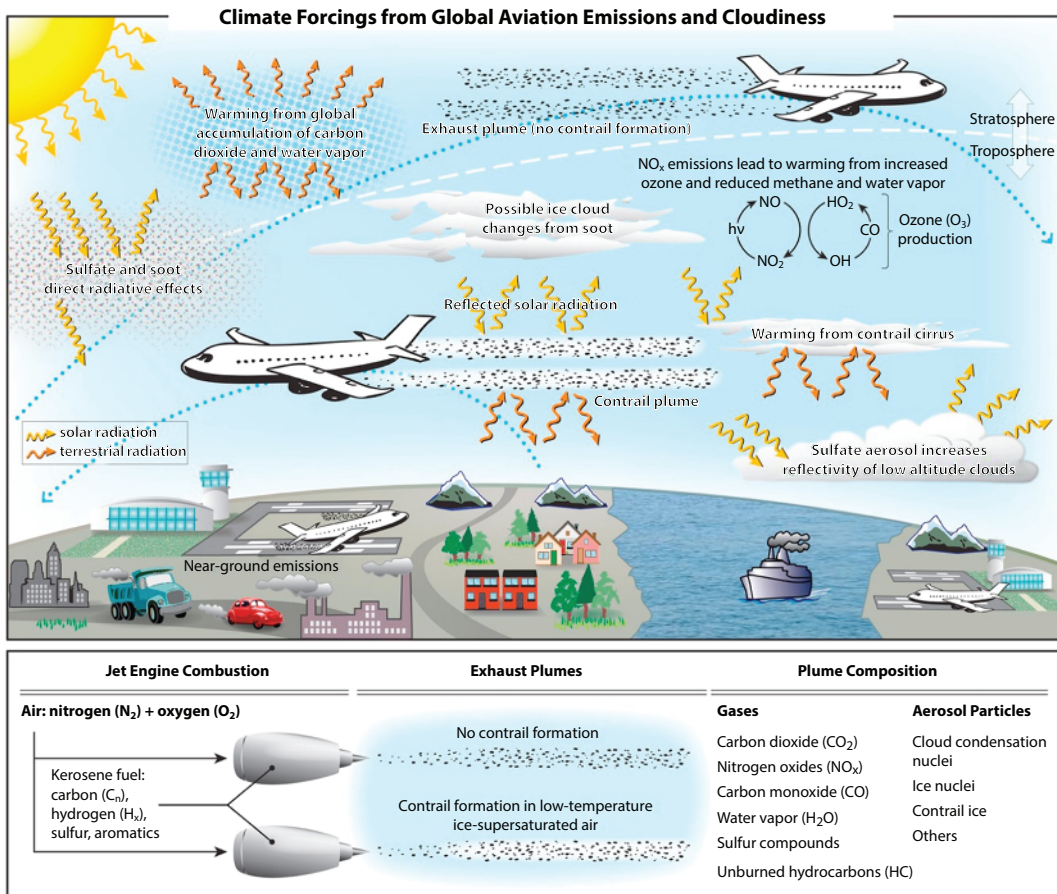 Climate Forcings from Global Aviation Emissions and Cloudiness
Warming from global
accumulation of carbon
dioxide and water vapor
Exhaust plume (no contrail formation)
Stratosphere
Troposphere
NOₓ emissions lead to warming from increased
ozone and reduced methane and water vapor
NO
HO₂
hν
CO
NO₂
OH
Ozone (O₃)
production
Possible ice cloud
changes from soot
Sulfate and soot
direct radiative effects
Reflected solar radiation
Warming from contrail cirrus
Contrail plume
solar radiation
terrestrial radiation
Sulfate aerosol increases
reflectivity of low altitude clouds
Near-ground emissions
Jet Engine Combustion
Air: nitrogen (N₂) + oxygen (O₂)
Kerosene fuel:
carbon (Cₙ),
hydrogen (Hₓ),
sulfur, aromatics
Exhaust Plumes
No contrail formation
Contrail formation in low-temperature
ice-supersaturated air
Plume Composition
Gases
Carbon dioxide (CO₂)
Nitrogen oxides (NOₓ)
Carbon monoxide (CO)
Water vapor (H₂O)
Sulfur compounds
Unburned hydrocarbons (HC)
Aerosol Particles
Cloud condensation
nuclei
Ice nuclei
Contrail ice
Others